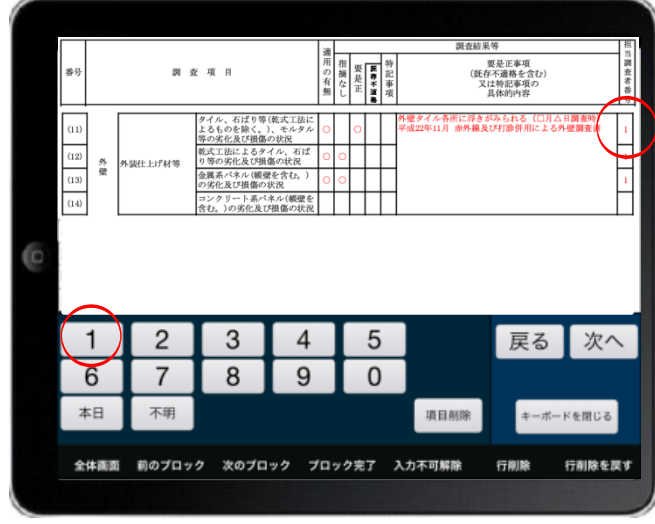 番号
調 査 項 目
適用の有無
調査結果等
指摘なし
要是正
既存不適格
特記事項
要是正事項
(既存不適格を含む)
又は特記事項の
具体的内容
担当調査者番号
(11)
外壁
外装仕上げ材等
タイル、石ばり等(乾式工法に
よるものを除く。)、モルタル
等の劣化及び損傷の状況
○
○
外壁タイル各所に浮きがみられる (□月△日調査時
平成22年11月 赤外線及び打診併用による外壁調査済
1
(12)
乾式工法によるタイル、石ば
り等の劣化及び損傷の状況
○
○
(13)
金属系パネル(帳壁を含む。)
の劣化及び損傷の状況
○
○
1
(14)
コンクリート系パネル(帳壁を
含む。)の劣化及び損傷の状況
1 2 3 4 5 戻る 次へ
6 7 8 9 0
本日 不明 項目削除 キーボードを閉じる
全体画面 前のブロック 次のブロック ブロック完了 入力不可解除 行削除 行削除を戻す